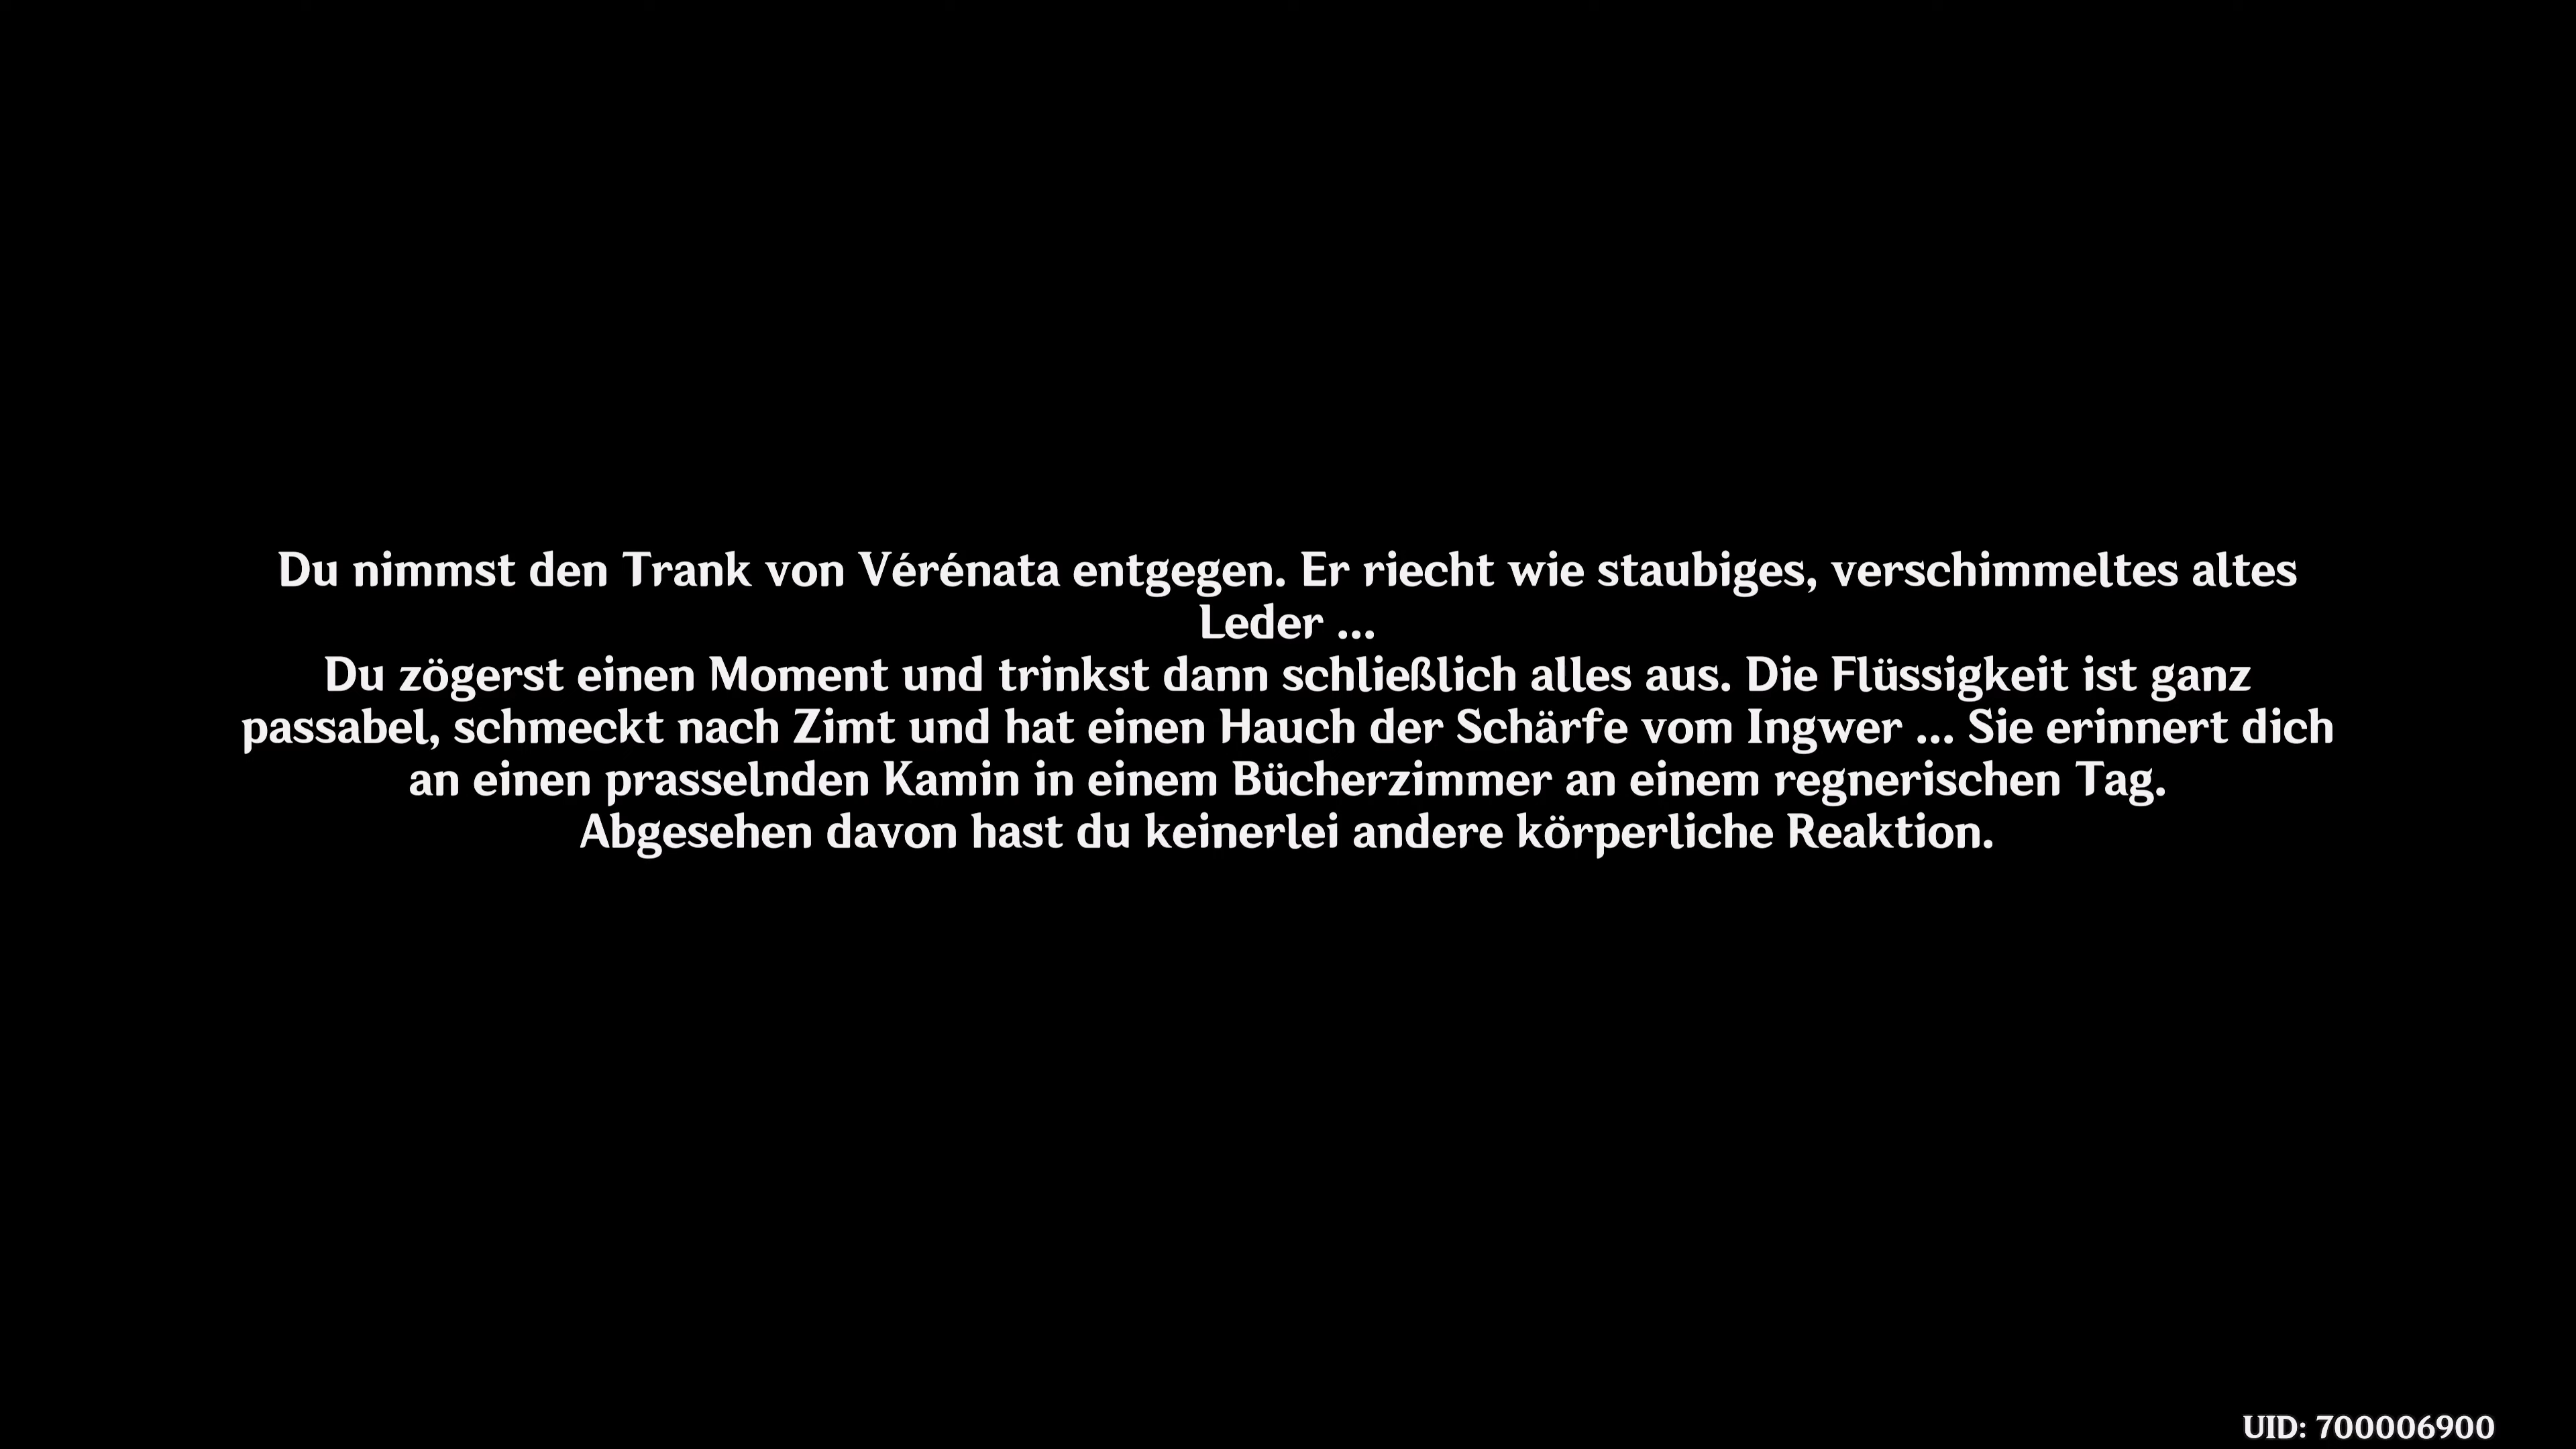 Du nimmst den Trank von Vérénata entgegen. Er riecht wie staubiges, verschimmeltes altes
Leder ...
Du zögerst einen Moment und trinkst dann schließlich alles aus. Die Flüssigkeit ist ganz
passabel, schmeckt nach Zimt und hat einen Hauch der Schärfe vom Ingwer ... Sie erinnert dich
an einen prasselnden Kamin in einem Bücherzimmer an einem regnerischen Tag.
Abgesehen davon hast du keinerlei andere körperliche Reaktion.
UID: 700006900